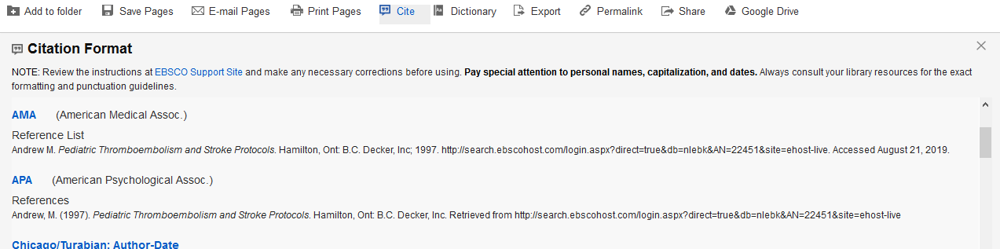 Add to folder Save Pages E-mail Pages Print Pages Cite Dictionary Export Permalink Share Google Drive
Citation Format
NOTE: Review the instructions at EBSCO Support Site and make any necessary corrections before using. Pay special attention to personal names, capitalization, and dates. Always consult your library resources for the exact
formatting and punctuation guidelines.
AMA (American Medical Assoc.)
Reference List
Andrew M. Pediatric Thromboembolism and Stroke Protocols. Hamilton, Ont: B.C. Decker, Inc; 1997. http://search.ebscohost.com/login.aspx?direct=true&db=nlebk&AN=22451&site=ehost-live. Accessed August 21, 2019.
APA (American Psychological Assoc.)
References
Andrew, M. (1997). Pediatric Thromboembolism and Stroke Protocols. Hamilton, Ont: B.C. Decker, Inc. Retrieved from http://search.ebscohost.com/login.aspx?direct=true&db=nlebk&AN=22451&site=ehost-live
Chicago/Turabian: Author-Date